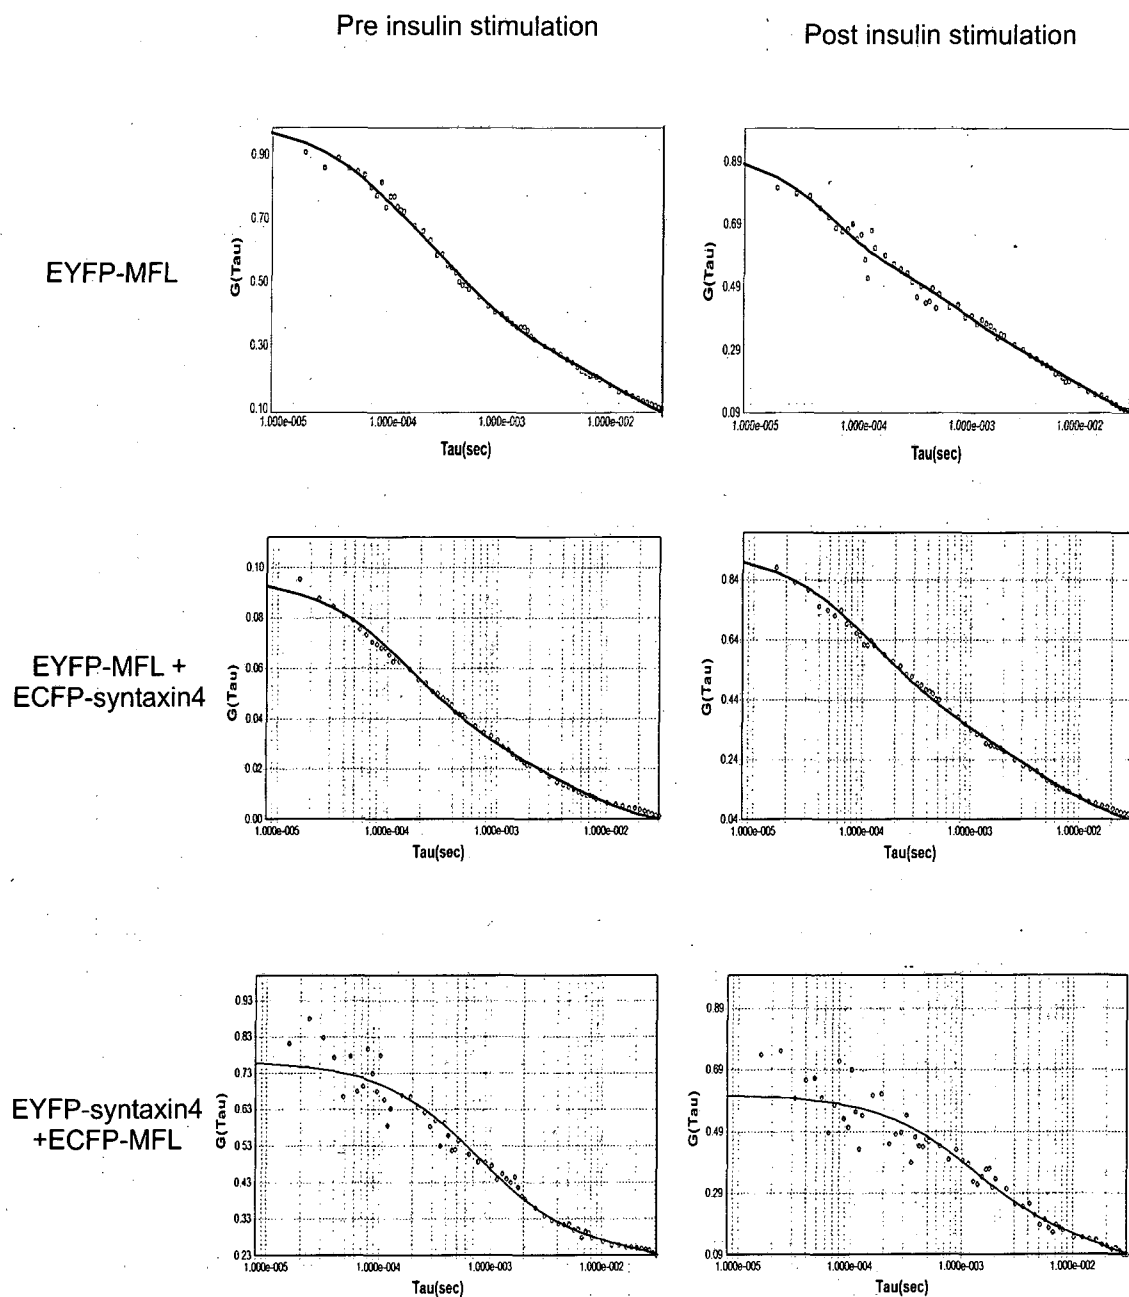 Pre insulin stimulation
Post insulin stimulation
EYFP-MFL
G(Tau)
0.90
0.70
0.50
0.30
0.10
1.000e-005
1.000e-004
1.000e-003
1.000e-002
Tau(sec)
G(Tau)
0.89
0.69
0.49
0.29
0.09
1.000e-005
1.000e-004
1.000e-003
1.000e-002
Tau(sec)
EYFP-MFL +
ECFP-syntaxin4
G(Tau)
0.10
0.08
0.06
0.04
0.02
0.00
1.000e-005
1.000e-004
1.000e-003
1.000e-002
Tau(sec)
G(Tau)
0.84
0.64
0.44
0.24
0.04
1.000e-005
1.000e-004
1.000e-003
1.000e-002
Tau(sec)
EYFP-syntaxin4
+ECFP-MFL
G(Tau)
0.93
0.83
0.73
0.63
0.53
0.43
0.33
0.23
1.000e-005
1.000e-004
1.000e-003
1.000e-002
Tau(sec)
G(Tau)
0.89
0.69
0.49
0.29
0.09
1.000e-005
1.000e-004
1.000e-003
1.000e-002
Tau(sec)